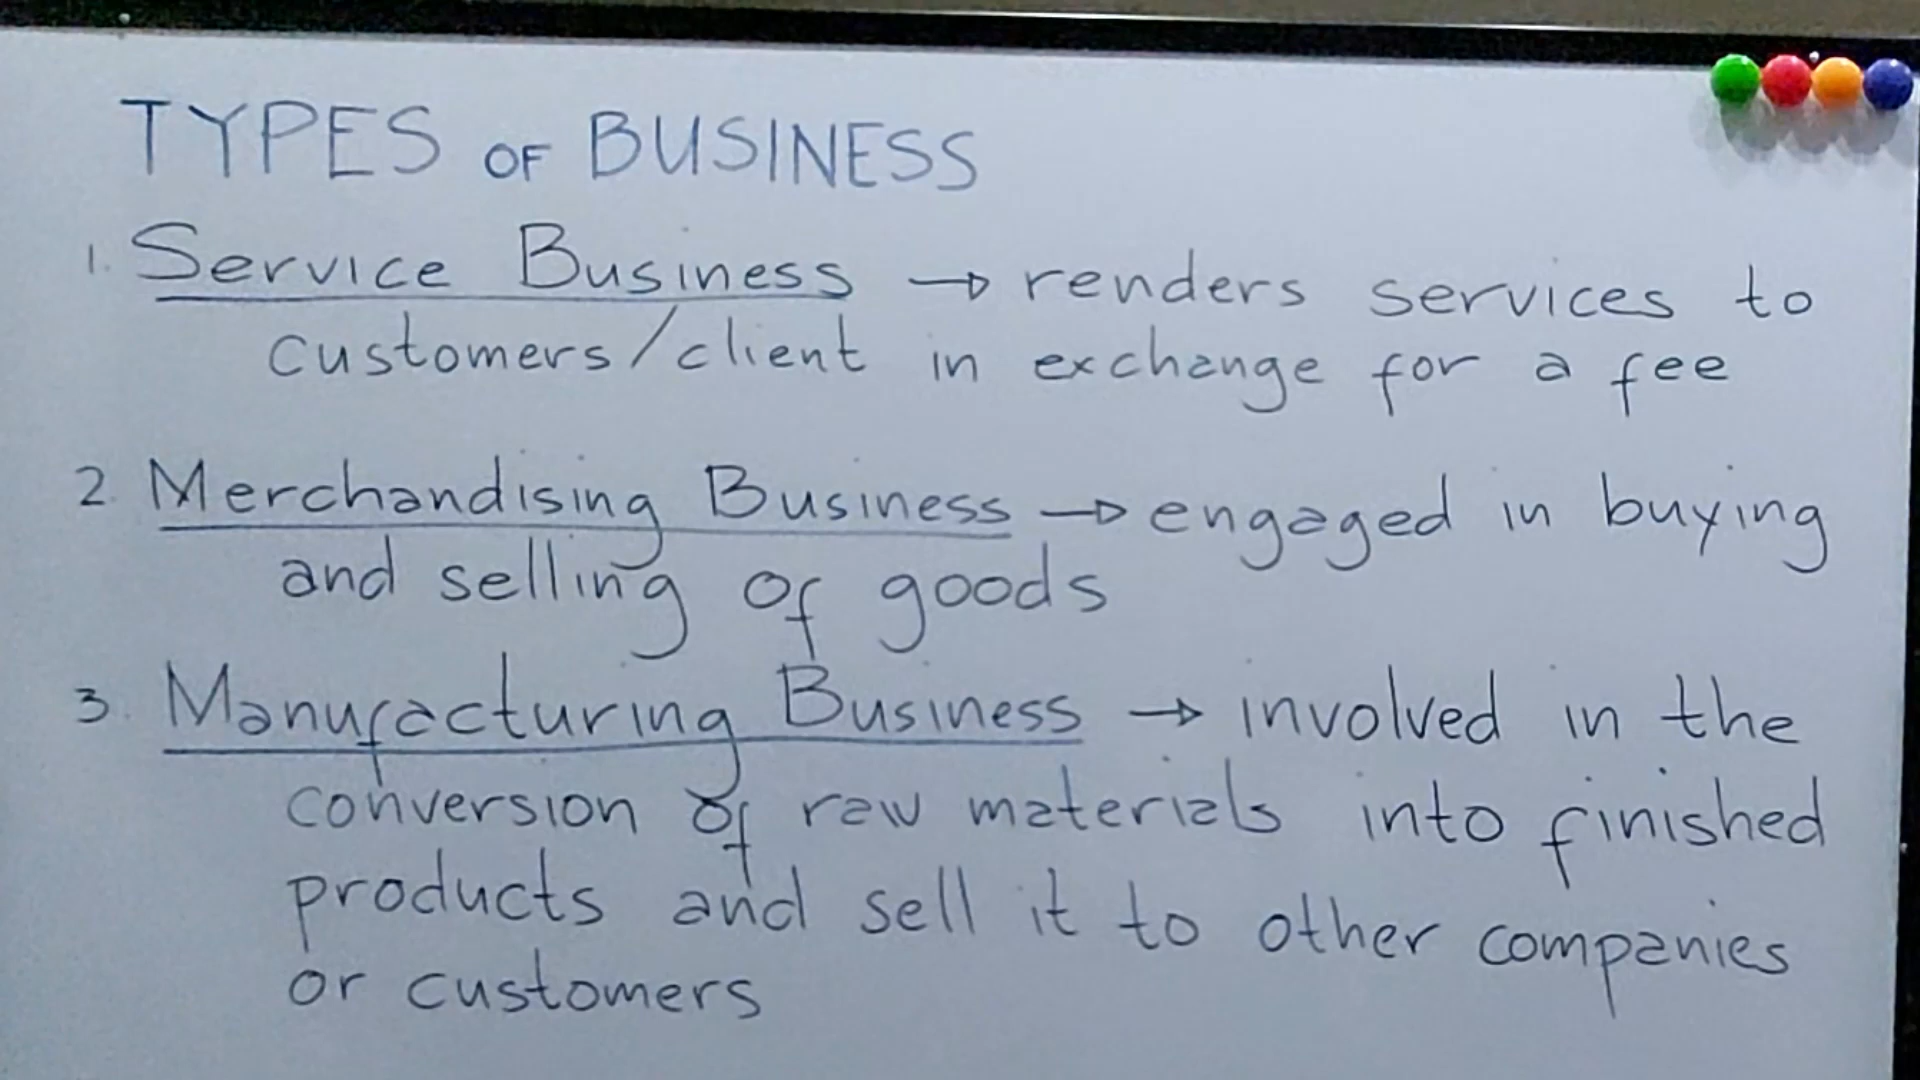 TYPES OF BUSINESS
1. Service Business → renders services to
customers/client in exchange for a fee
2. Merchandising Business → engaged in buying
and selling of goods
3. Manufacturing Business → involved in the
conversion of raw materials into finished
products and sell it to other companies
or customers